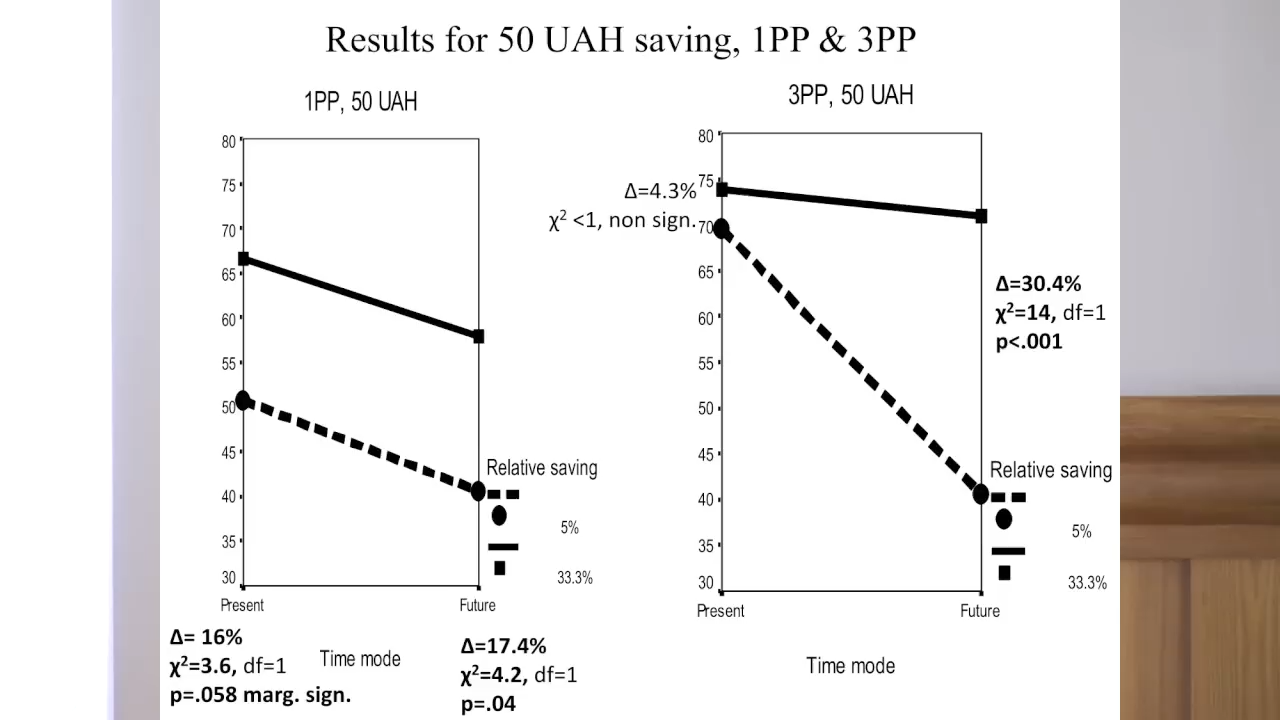 Results for 50 UAH saving, 1PP & 3PP
1PP, 50 UAH
80
75
70
65
60
55
50
45
40
35
30
Present
Future
Time mode
Relative saving
5%
33.3%
Δ= 16%
χ²=3.6, df=1
p=.058 marg. sign.
Δ=17.4%
χ²=4.2, df=1
p=.04
3PP, 50 UAH
Δ=4.3%
χ² <1, non sign.
80
75
70
65
60
55
50
45
40
35
30
Present
Future
Time mode
Δ=30.4%
χ²=14, df=1
p<.001
Relative saving
5%
33.3%